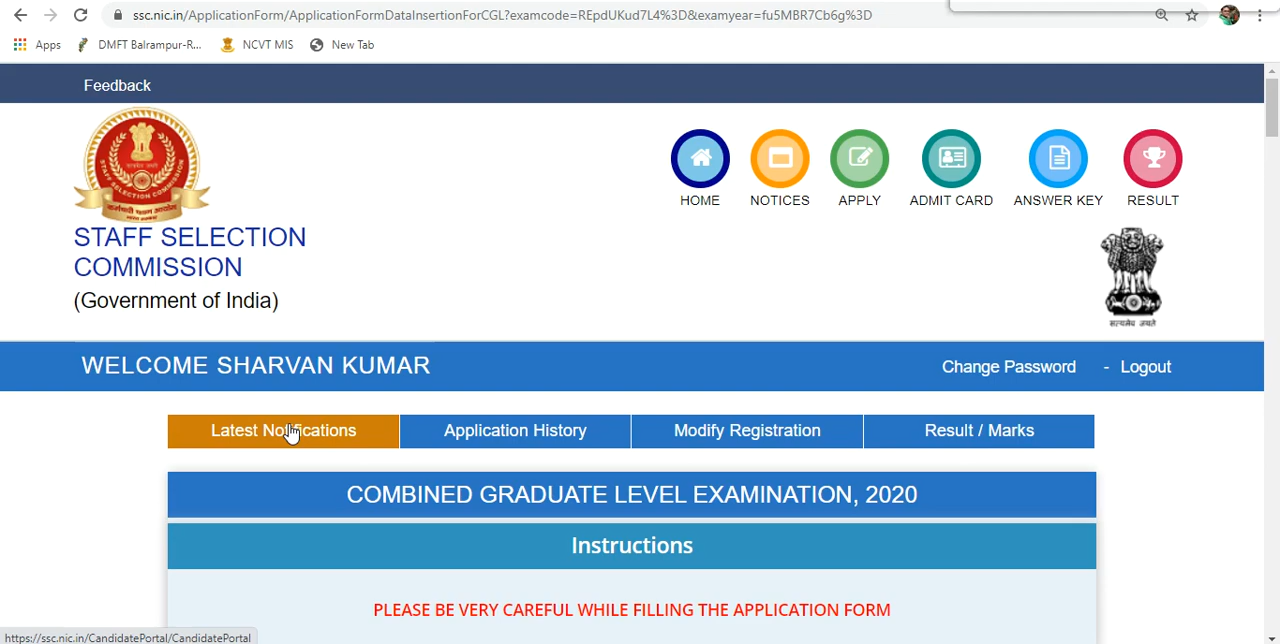 ssc.nic.in/ApplicationForm/ApplicationFormDataInsertionForCGL?examcode=REpdUKud7L4%3D&examyear=fu5MBR7Cb6g%3D
Apps DMFT Balrampur-R... NCVT MIS New Tab
Feedback
HOME NOTICES APPLY ADMIT CARD ANSWER KEY RESULT
STAFF SELECTION
COMMISSION
(Government of India)
सत्यमेव जयते
WELCOME SHARVAN KUMAR
Change Password - Logout
Latest Notifications Application History Modify Registration Result / Marks
COMBINED GRADUATE LEVEL EXAMINATION, 2020
Instructions
PLEASE BE VERY CAREFUL WHILE FILLING THE APPLICATION FORM
https://ssc.nic.in/CandidatePortal/CandidatePortal